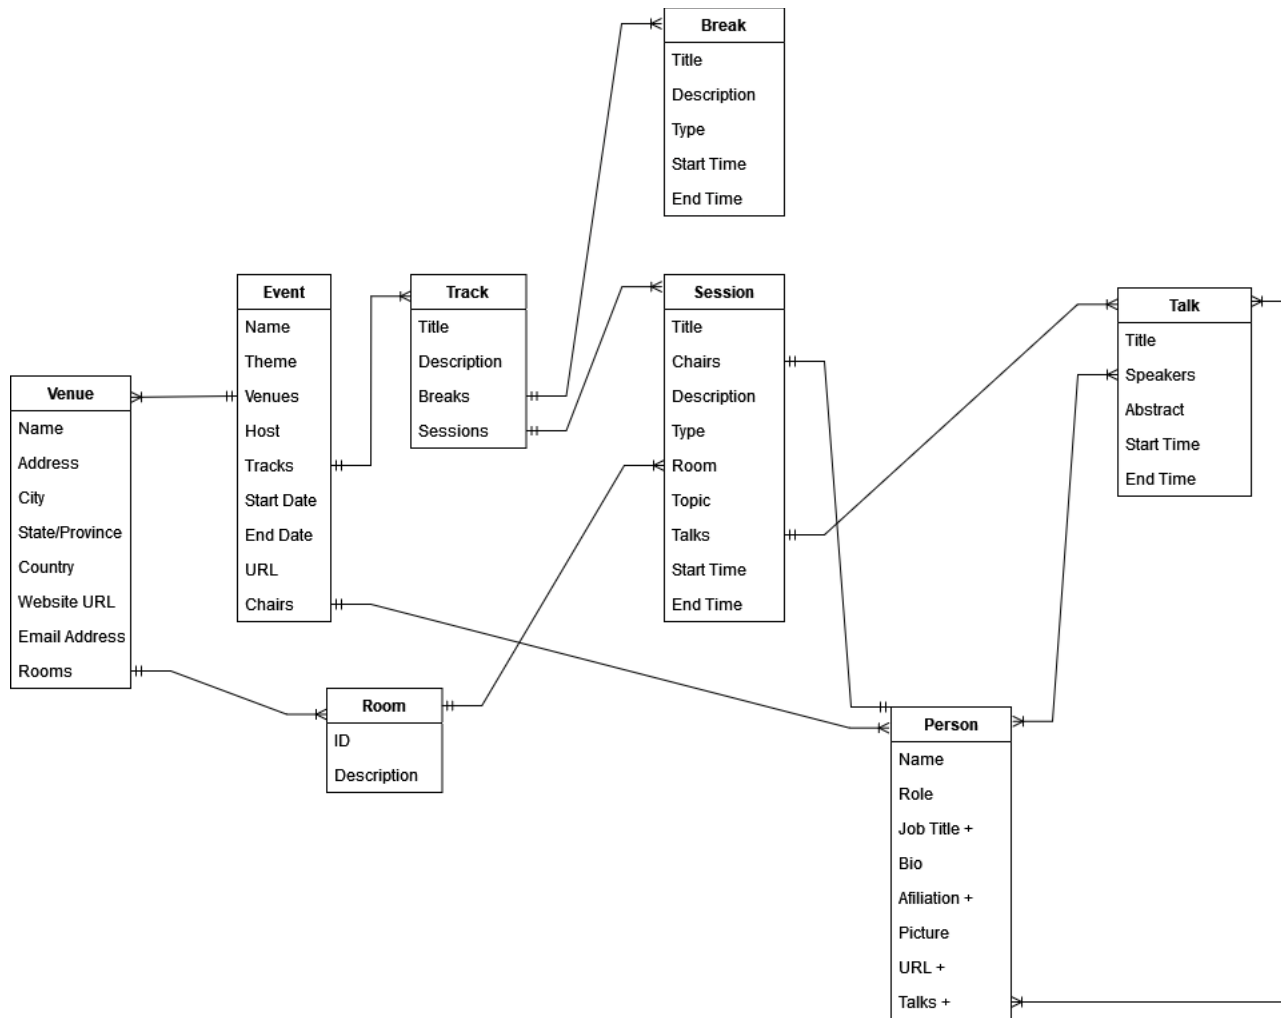 Break
Title
Description
Type
Start Time
End Time
Event
Name
Theme
Venues
Host
Tracks
Start Date
End Date
URL
Chairs
Track
Title
Description
Breaks
Sessions
Session
Title
Chairs
Description
Type
Room
Topic
Talks
Start Time
End Time
Talk
Title
Speakers
Abstract
Start Time
End Time
Venue
Name
Address
City
State/Province
Country
Website URL
Email Address
Rooms
Room
ID
Description
Person
Name
Role
Job Title +
Bio
Afiliation +
Picture
URL +
Talks +